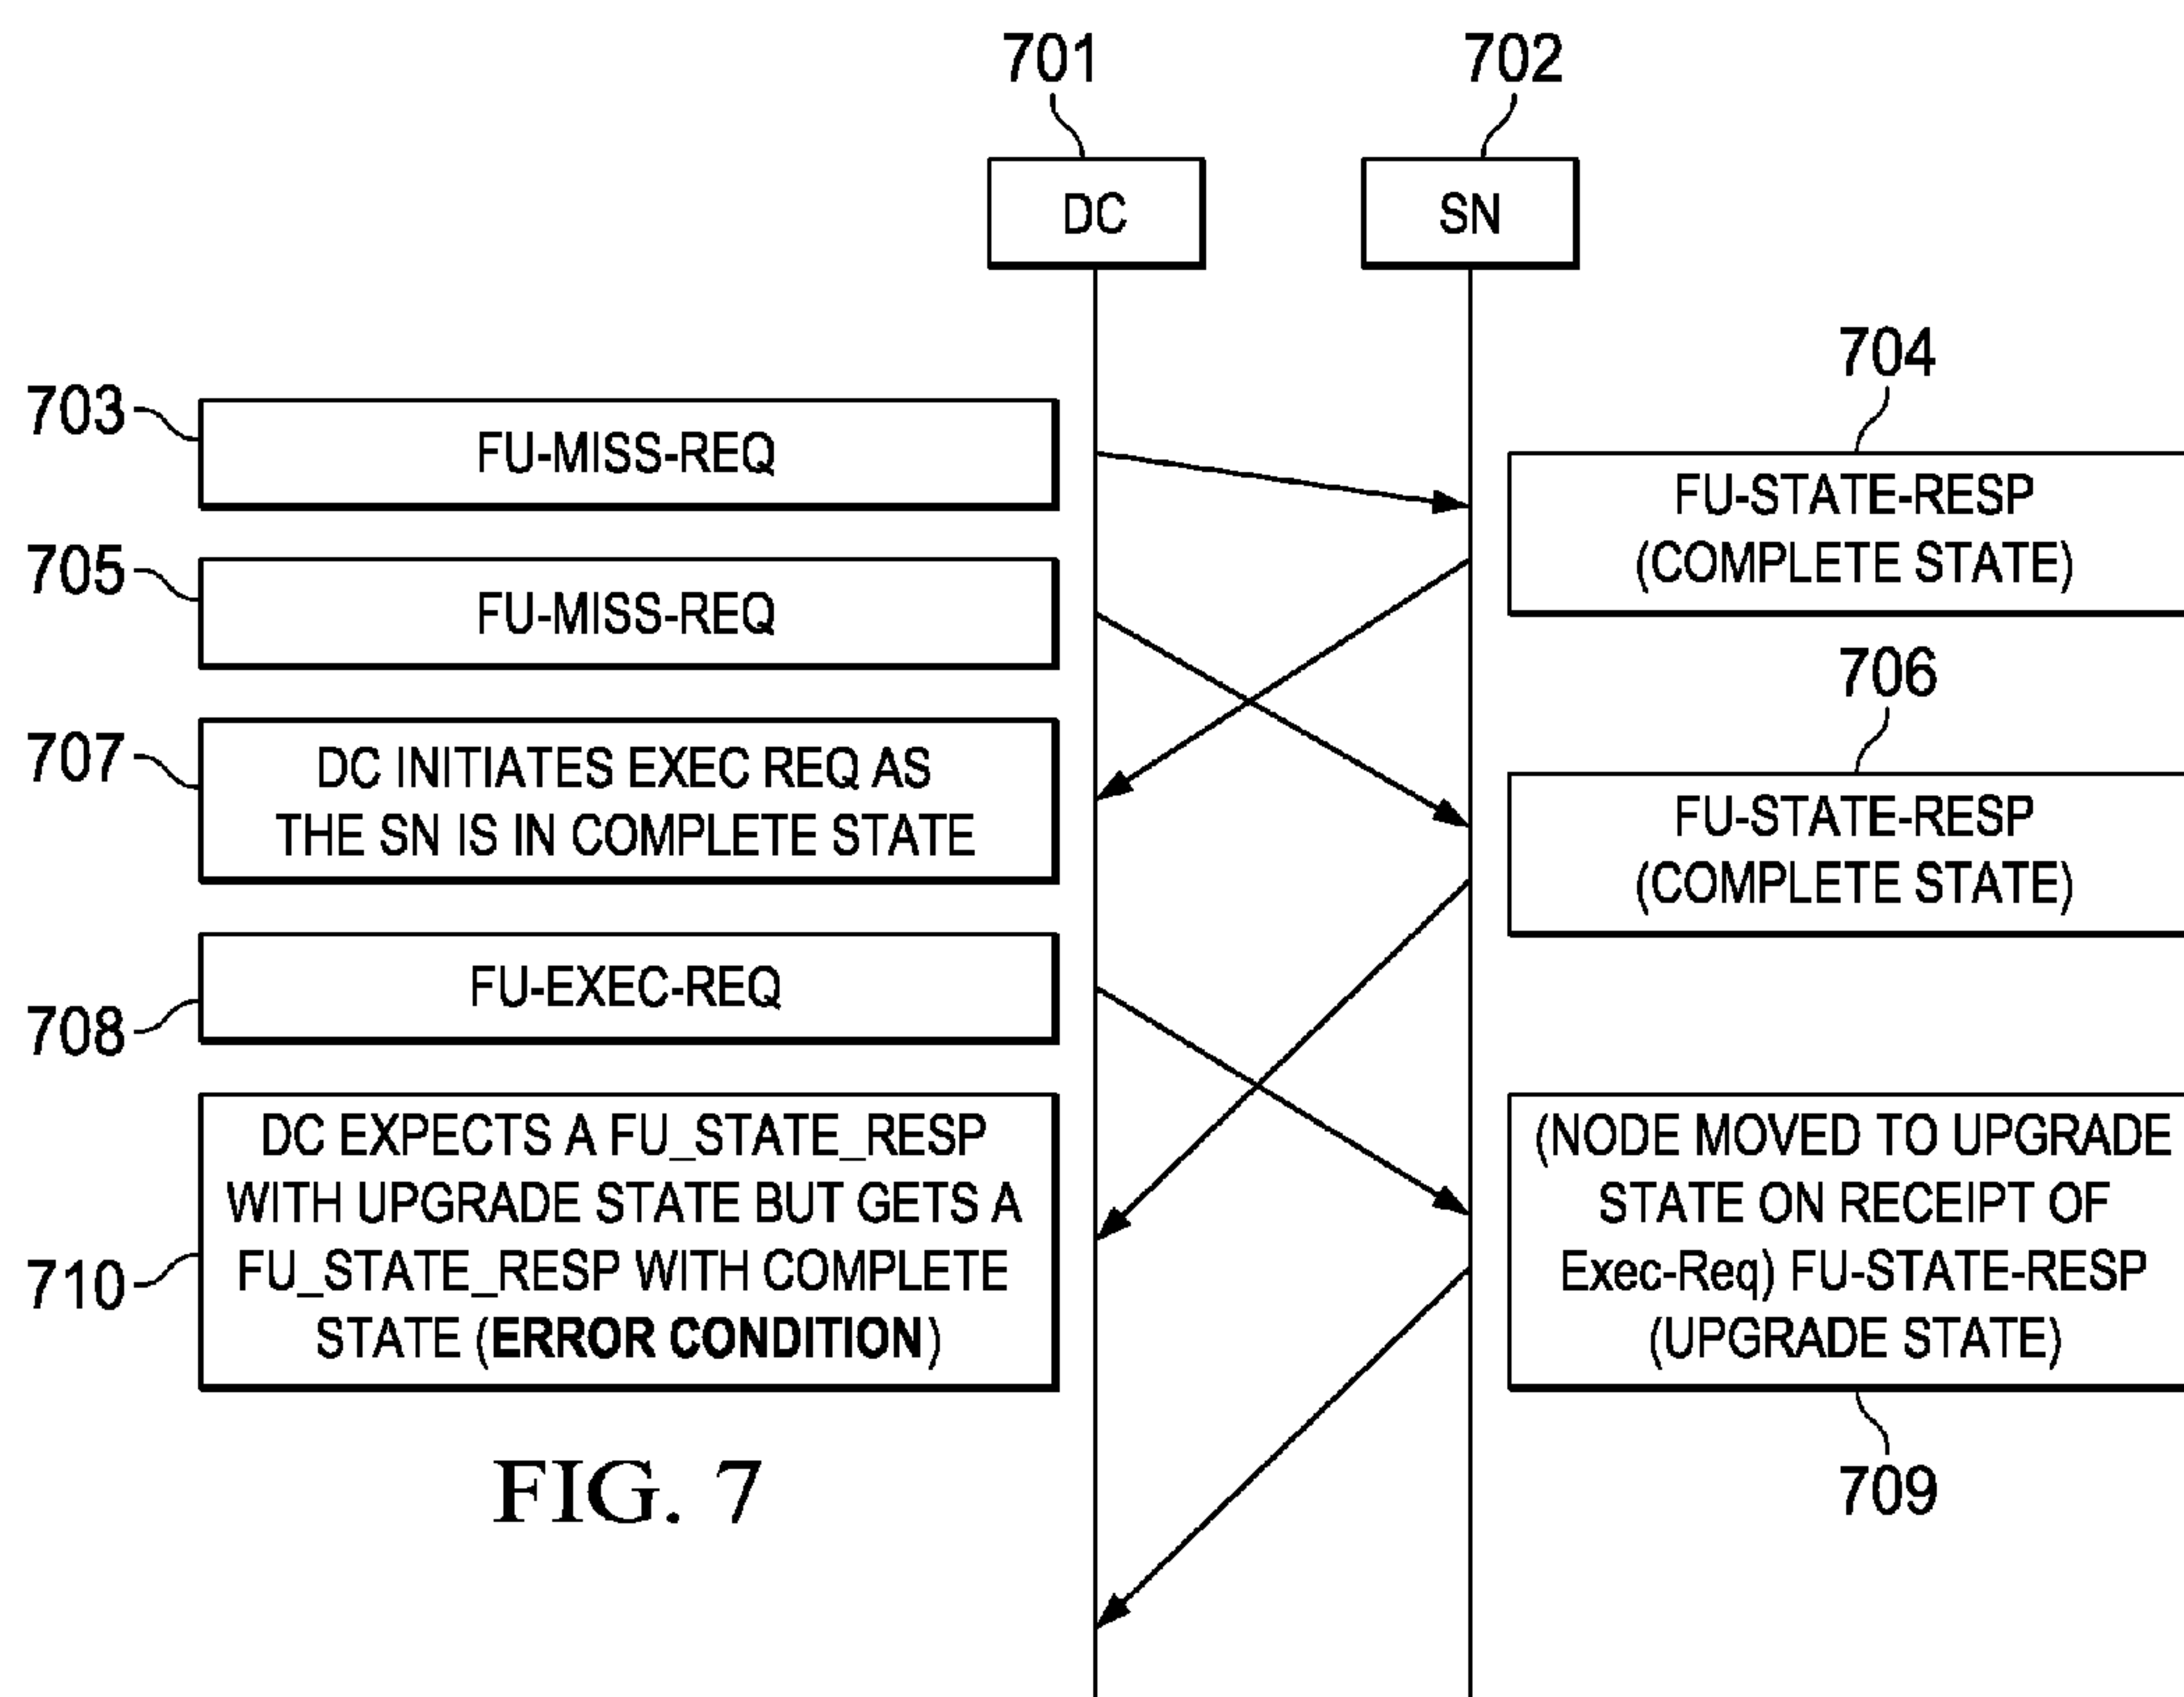 701
702
DC
SN
704
703
FU-MISS-REQ
FU-STATE-RESP
(COMPLETE STATE)
705
FU-MISS-REQ
706
707
DC INITIATES EXEC REQ AS
THE SN IS IN COMPLETE STATE
FU-STATE-RESP
(COMPLETE STATE)
708
FU-EXEC-REQ
710
DC EXPECTS A FU_STATE_RESP
WITH UPGRADE STATE BUT GETS A
FU_STATE_RESP WITH COMPLETE
STATE (ERROR CONDITION)
(NODE MOVED TO UPGRADE
STATE ON RECEIPT OF
Exec-Req) FU-STATE-RESP
(UPGRADE STATE)
709
FIG. 7